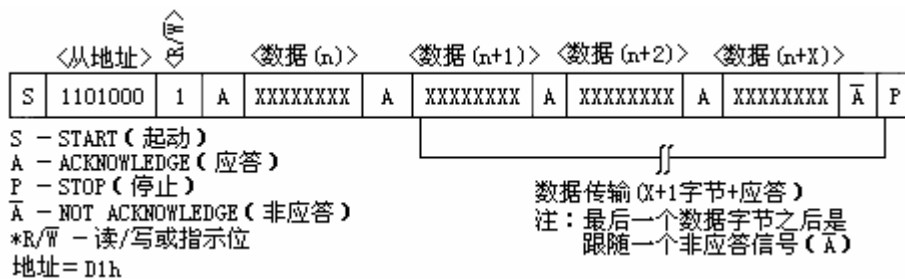 〈R/W̅〉
〈从地址〉 〈数据(n)〉 〈数据(n+1)〉 〈数据(n+2)〉 〈数据(n+X)〉
S 1101000 1 A XXXXXXXX A XXXXXXXX A XXXXXXXX A XXXXXXXX A̅ P
S －START(起动)
A －ACKNOWLEDGE(应答)
P －STOP(停止)
A̅ －NOT ACKNOWLEDGE(非应答)
*R/W̅ －读/写或指示位
地址＝D1h
数据传输(X+1字节+应答)
注：最后一个数据字节之后是
跟随一个非应答信号(A̅)